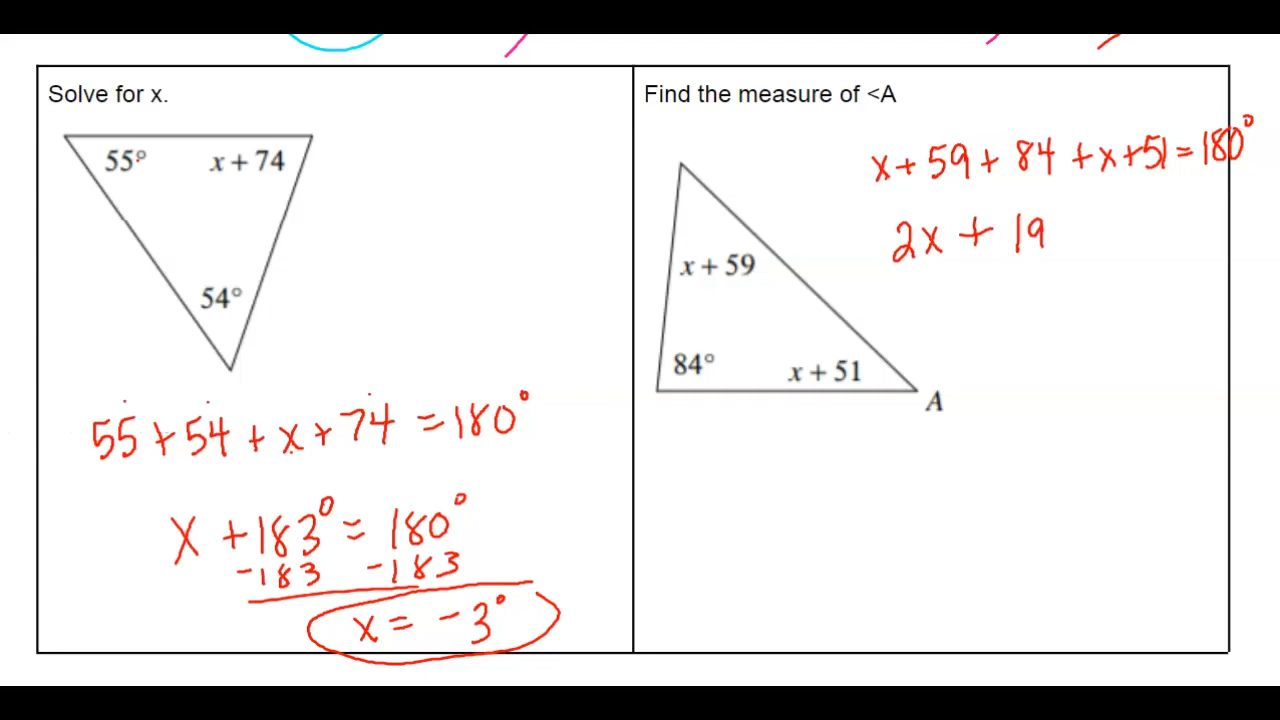 Solve for x.
55°
x + 74
54°
55 + 54 + x + 74 = 180°
x + 183° = 180°
-183 -183
x = -3°
Find the measure of <A
x + 59 + 84 + x + 51 = 180°
2x + 19
x + 59
84°
x + 51
A